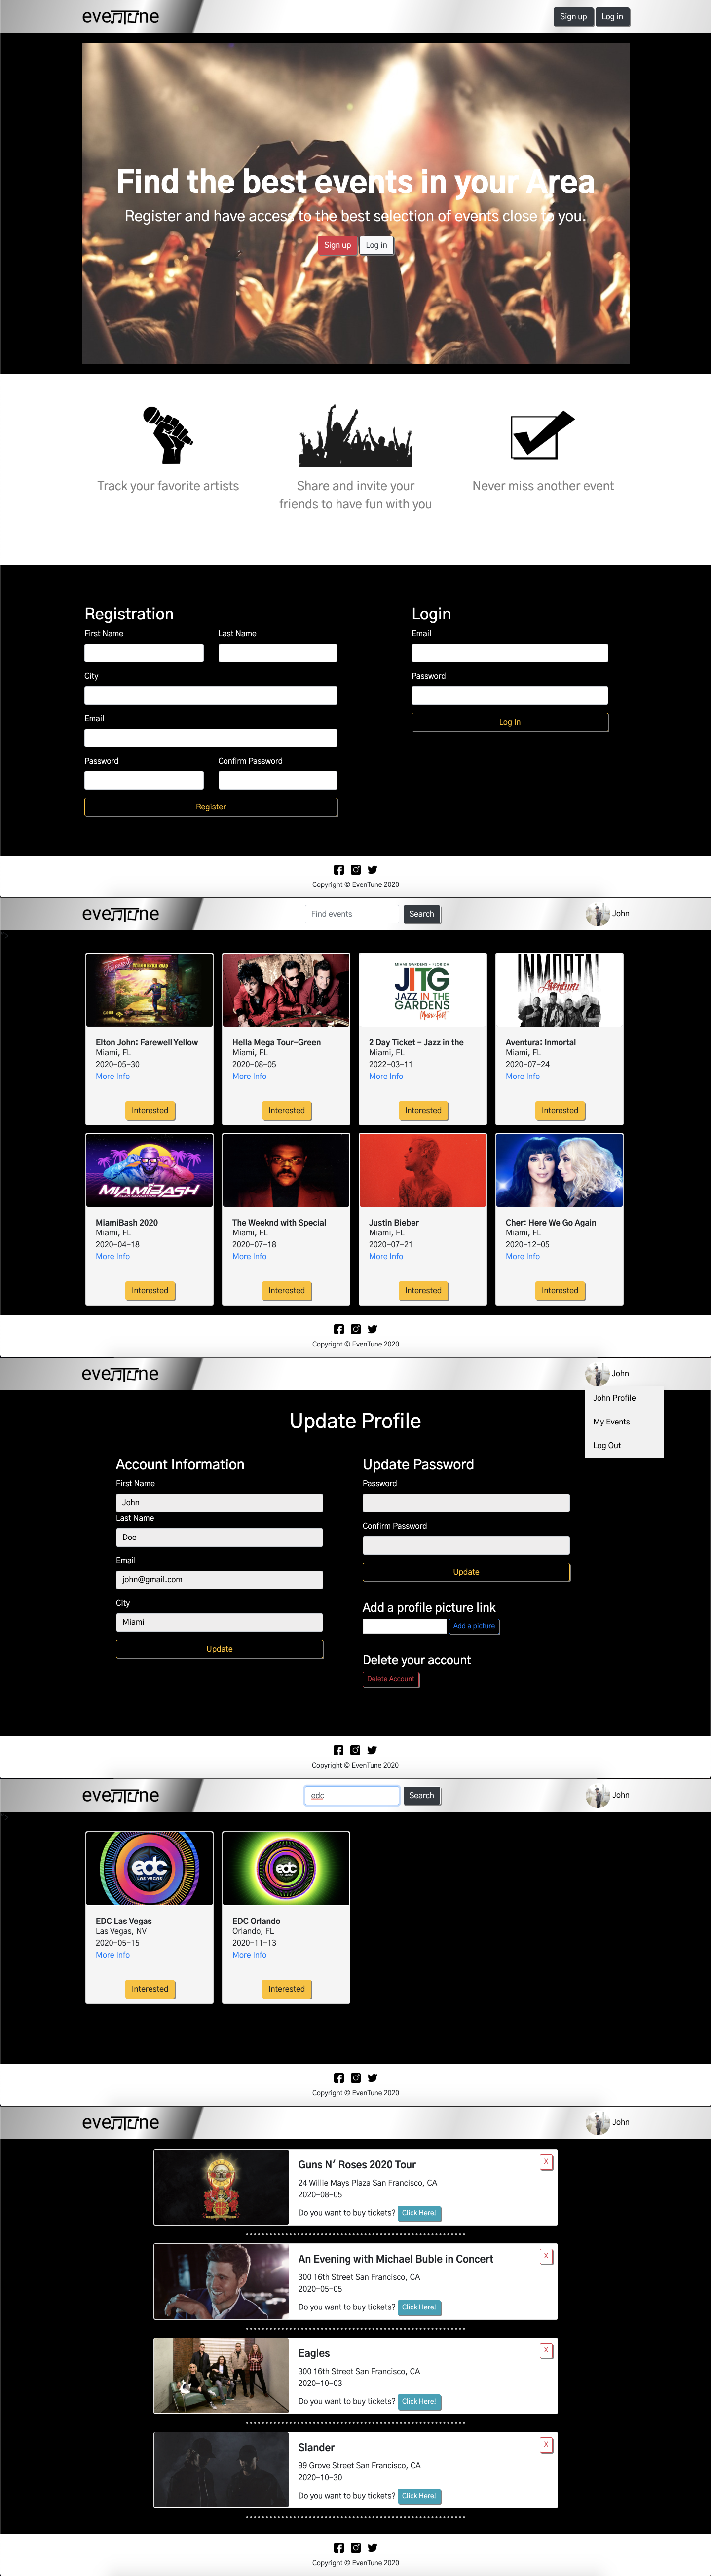 evenTune
Sign up Log in
Find the best events in your Area
Register and have access to the best selection of events close to you.
Sign up Log in
Track your favorite artists
Share and invite your
friends to have fun with you
Never miss another event
Registration
First Name Last Name
City
Email
Password Confirm Password
Register
Login
Email
Password
Log In
Copyright © EvenTune 2020
evenTune
Find events Search
John
Elton John: Farewell Yellow
Miami, FL
2020-05-30
More Info
Interested
Hella Mega Tour-Green
Miami, FL
2020-08-05
More Info
Interested
MIAMI GARDENS - FLORIDA
JITG
JAZZ IN THE
GARDENS
Music Fest
2 Day Ticket - Jazz in the
Miami, FL
2022-03-11
More Info
Interested
INMORTAL
Aventura
Aventura: Inmortal
Miami, FL
2020-07-24
More Info
Interested
MIAMIBASH
MiamiBash 2020
Miami, FL
2020-04-18
More Info
Interested
The Weeknd with Special
Miami, FL
2020-07-18
More Info
Interested
Justin Bieber
Miami, FL
2020-07-21
More Info
Interested
Cher: Here We Go Again
Miami, FL
2020-12-05
More Info
Interested
Copyright © EvenTune 2020
evenTune
John
John Profile
My Events
Log Out
Update Profile
Account Information
First Name
John
Last Name
Doe
Email
john@gmail.com
City
Miami
Update
Update Password
Password
Confirm Password
Update
Add a profile picture link
Add a picture
Delete your account
Delete Account
Copyright © EvenTune 2020
evenTune
edc Search
John
edc
LAS VEGAS
EDC Las Vegas
Las Vegas, NV
2020-05-15
More Info
Interested
edc
EDC Orlando
Orlando, FL
2020-11-13
More Info
Interested
Copyright © EvenTune 2020
evenTune
John
Guns N' Roses 2020 Tour
X
24 Willie Mays Plaza San Francisco, CA
2020-08-05
Do you want to buy tickets? Click Here!
An Evening with Michael Buble in Concert
X
300 16th Street San Francisco, CA
2020-05-05
Do you want to buy tickets? Click Here!
Eagles
X
300 16th Street San Francisco, CA
2020-10-03
Do you want to buy tickets? Click Here!
Slander
X
99 Grove Street San Francisco, CA
2020-10-30
Do you want to buy tickets? Click Here!
Copyright © EvenTune 2020